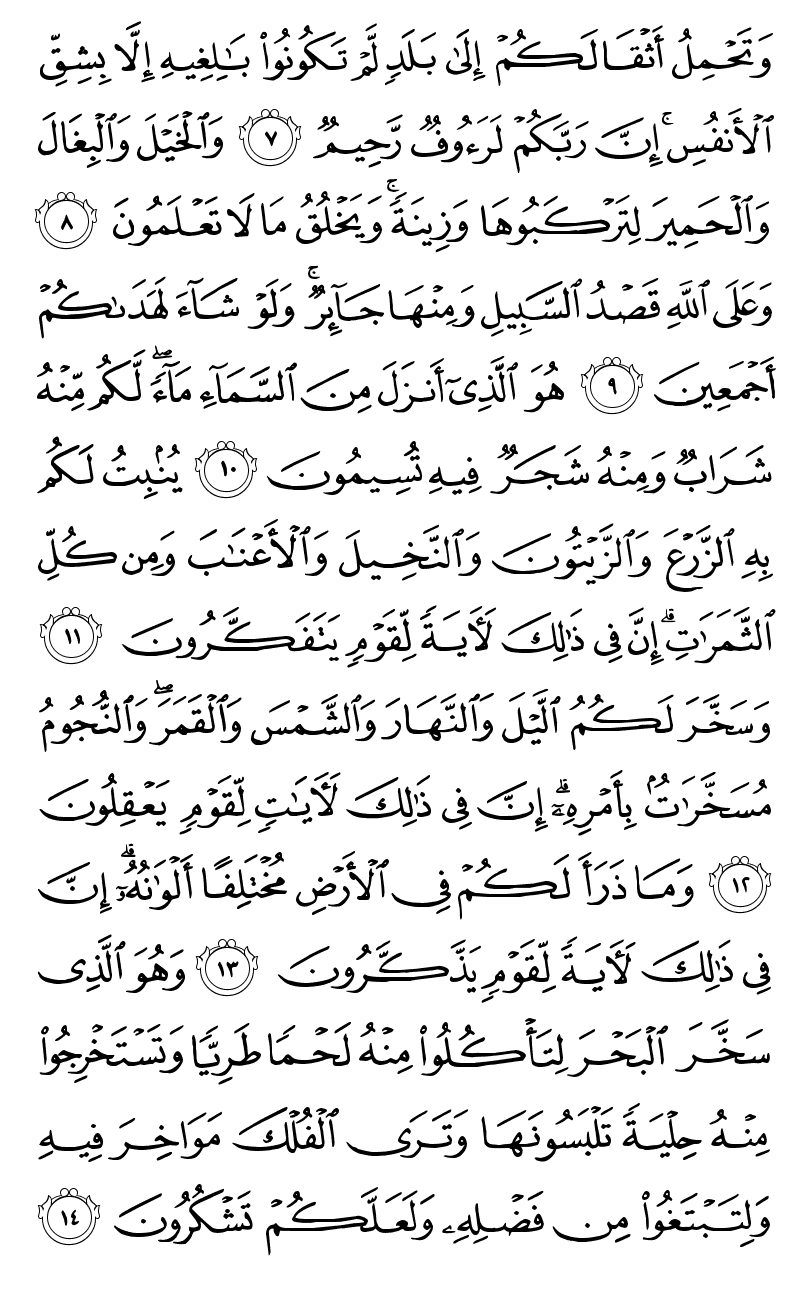 وَتَحۡمِلُ أَثۡقَالَكُمۡ إِلَىٰ بَلَدٖ لَّمۡ تَكُونُواْ بَٰلِغِيهِ إِلَّا بِشِقِّ
ٱلۡأَنفُسِۚ إِنَّ رَبَّكُمۡ لَرَءُوفٞ رَّحِيمٞ ٧ وَٱلۡخَيۡلَ وَٱلۡبِغَالَ
وَٱلۡحَمِيرَ لِتَرۡكَبُوهَا وَزِينَةٗۚ وَيَخۡلُقُ مَا لَا تَعۡلَمُونَ ٨
وَعَلَى ٱللَّهِ قَصۡدُ ٱلسَّبِيلِ وَمِنۡهَا جَآئِرٞۚ وَلَوۡ شَآءَ لَهَدَىٰكُمۡ
أَجۡمَعِينَ ٩ هُوَ ٱلَّذِيٓ أَنزَلَ مِنَ ٱلسَّمَآءِ مَآءٗۖ لَّكُم مِّنۡهُ
شَرَابٞ وَمِنۡهُ شَجَرٞ فِيهِ تُسِيمُونَ ١٠ يُنۢبِتُ لَكُم
بِهِ ٱلزَّرۡعَ وَٱلزَّيۡتُونَ وَٱلنَّخِيلَ وَٱلۡأَعۡنَٰبَ وَمِن كُلِّ
ٱلثَّمَرَٰتِۚ إِنَّ فِي ذَٰلِكَ لَأٓيَةٗ لِّقَوۡمٖ يَتَفَكَّرُونَ ١١
وَسَخَّرَ لَكُمُ ٱلَّيۡلَ وَٱلنَّهَارَ وَٱلشَّمۡسَ وَٱلۡقَمَرَۖ وَٱلنُّجُومُ
مُسَخَّرَٰتُۢ بِأَمۡرِهِۦٓۚ إِنَّ فِي ذَٰلِكَ لَأٓيَٰتٖ لِّقَوۡمٖ يَعۡقِلُونَ
١٢ وَمَا ذَرَأَ لَكُمۡ فِي ٱلۡأَرۡضِ مُخۡتَلِفًا أَلۡوَٰنُهُۥٓۚ إِنَّ
فِي ذَٰلِكَ لَأٓيَةٗ لِّقَوۡمٖ يَذَّكَّرُونَ ١٣ وَهُوَ ٱلَّذِي
سَخَّرَ ٱلۡبَحۡرَ لِتَأۡكُلُواْ مِنۡهُ لَحۡمٗا طَرِيّٗا وَتَسۡتَخۡرِجُواْ
مِنۡهُ حِلۡيَةٗ تَلۡبَسُونَهَا وَتَرَى ٱلۡفُلۡكَ مَوَاخِرَ فِيهِ
وَلِتَبۡتَغُواْ مِن فَضۡلِهِۦ وَلَعَلَّكُمۡ تَشۡكُرُونَ ١٤